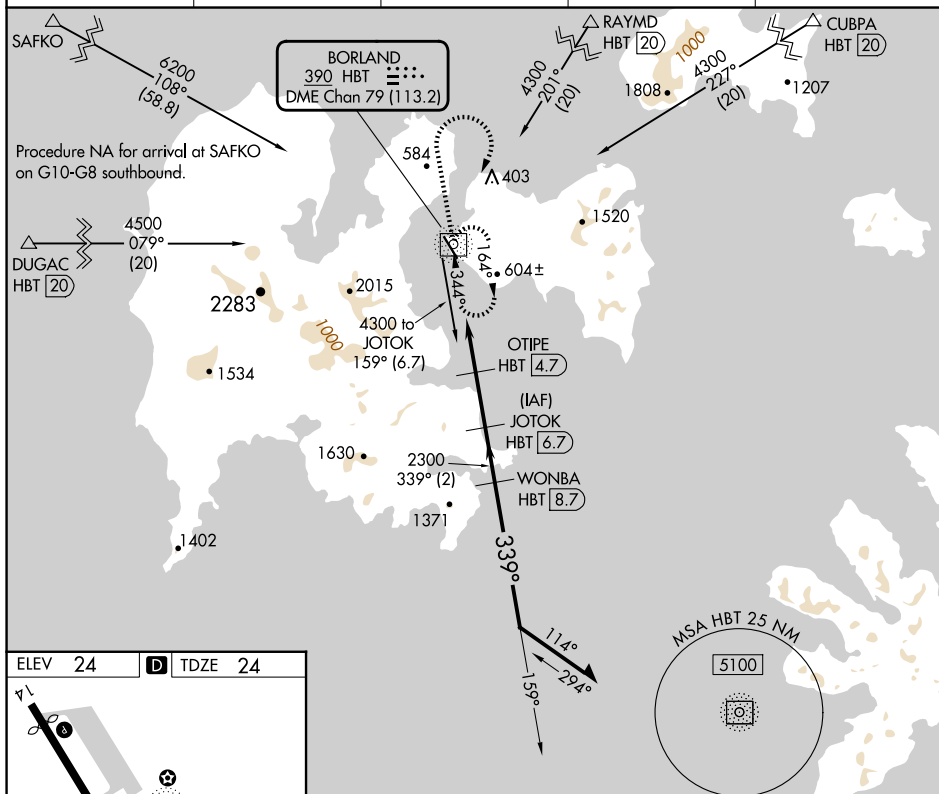 SAFKO
6200
108°
(58.8)
BORLAND
390 HBT
DME Chan 79 (113.2)
RAYMD
HBT 20
4300
201°
(20)
CUBPA
HBT 20
4300
227°
(20)
1000
1808
1207
Procedure NA for arrival at SAFKO
on G10-G8 southbound.
584
403
1520
4500
079°
(20)
DUGAC
HBT 20
164°
344°
604±
2283
2015
1000
4300 to
JOTOK
159° (6.7)
OTIPE
HBT 4.7
1534
(IAF)
JOTOK
HBT 6.7
1630
2300
339° (2)
WONBA
HBT 8.7
1371
1402
339°
114°
294°
159°
MSA HBT 25 NM
5100
ELEV 24
D
TDZE 24
14